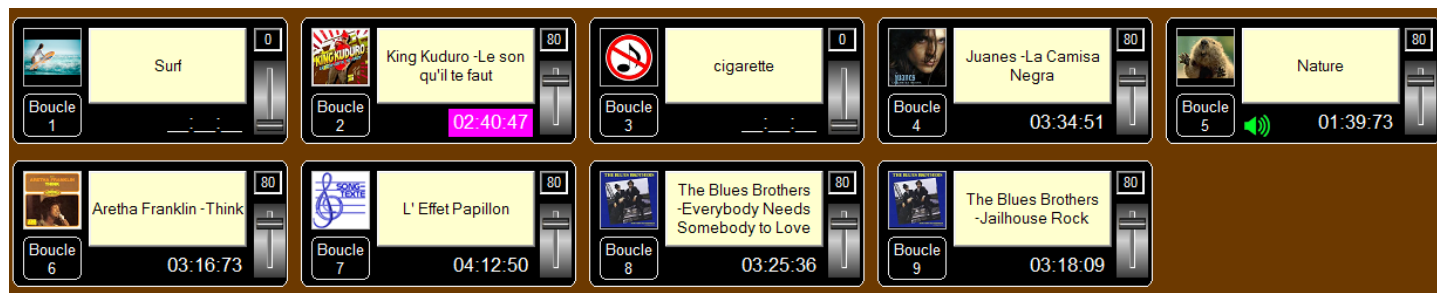 Surf
0
Boucle
1
__:__:__
KING KUDURO
King Kuduro -Le son
qu'il te faut
80
Boucle
2
02:40:47
cigarette
0
Boucle
3
__:__:__
juanes
Juanes -La Camisa
Negra
80
Boucle
4
03:34:51
Nature
80
Boucle
5
01:39:73
ARETHA FRANKLIN
THINK
Aretha Franklin -Think
80
Boucle
6
03:16:73
SONG-
TEXTE
L' Effet Papillon
80
Boucle
7
04:12:50
THE BLUES BROTHERS
The Blues Brothers
-Everybody Needs
Somebody to Love
80
Boucle
8
03:25:36
THE BLUES BROTHERS
The Blues Brothers
-Jailhouse Rock
80
Boucle
9
03:18:09